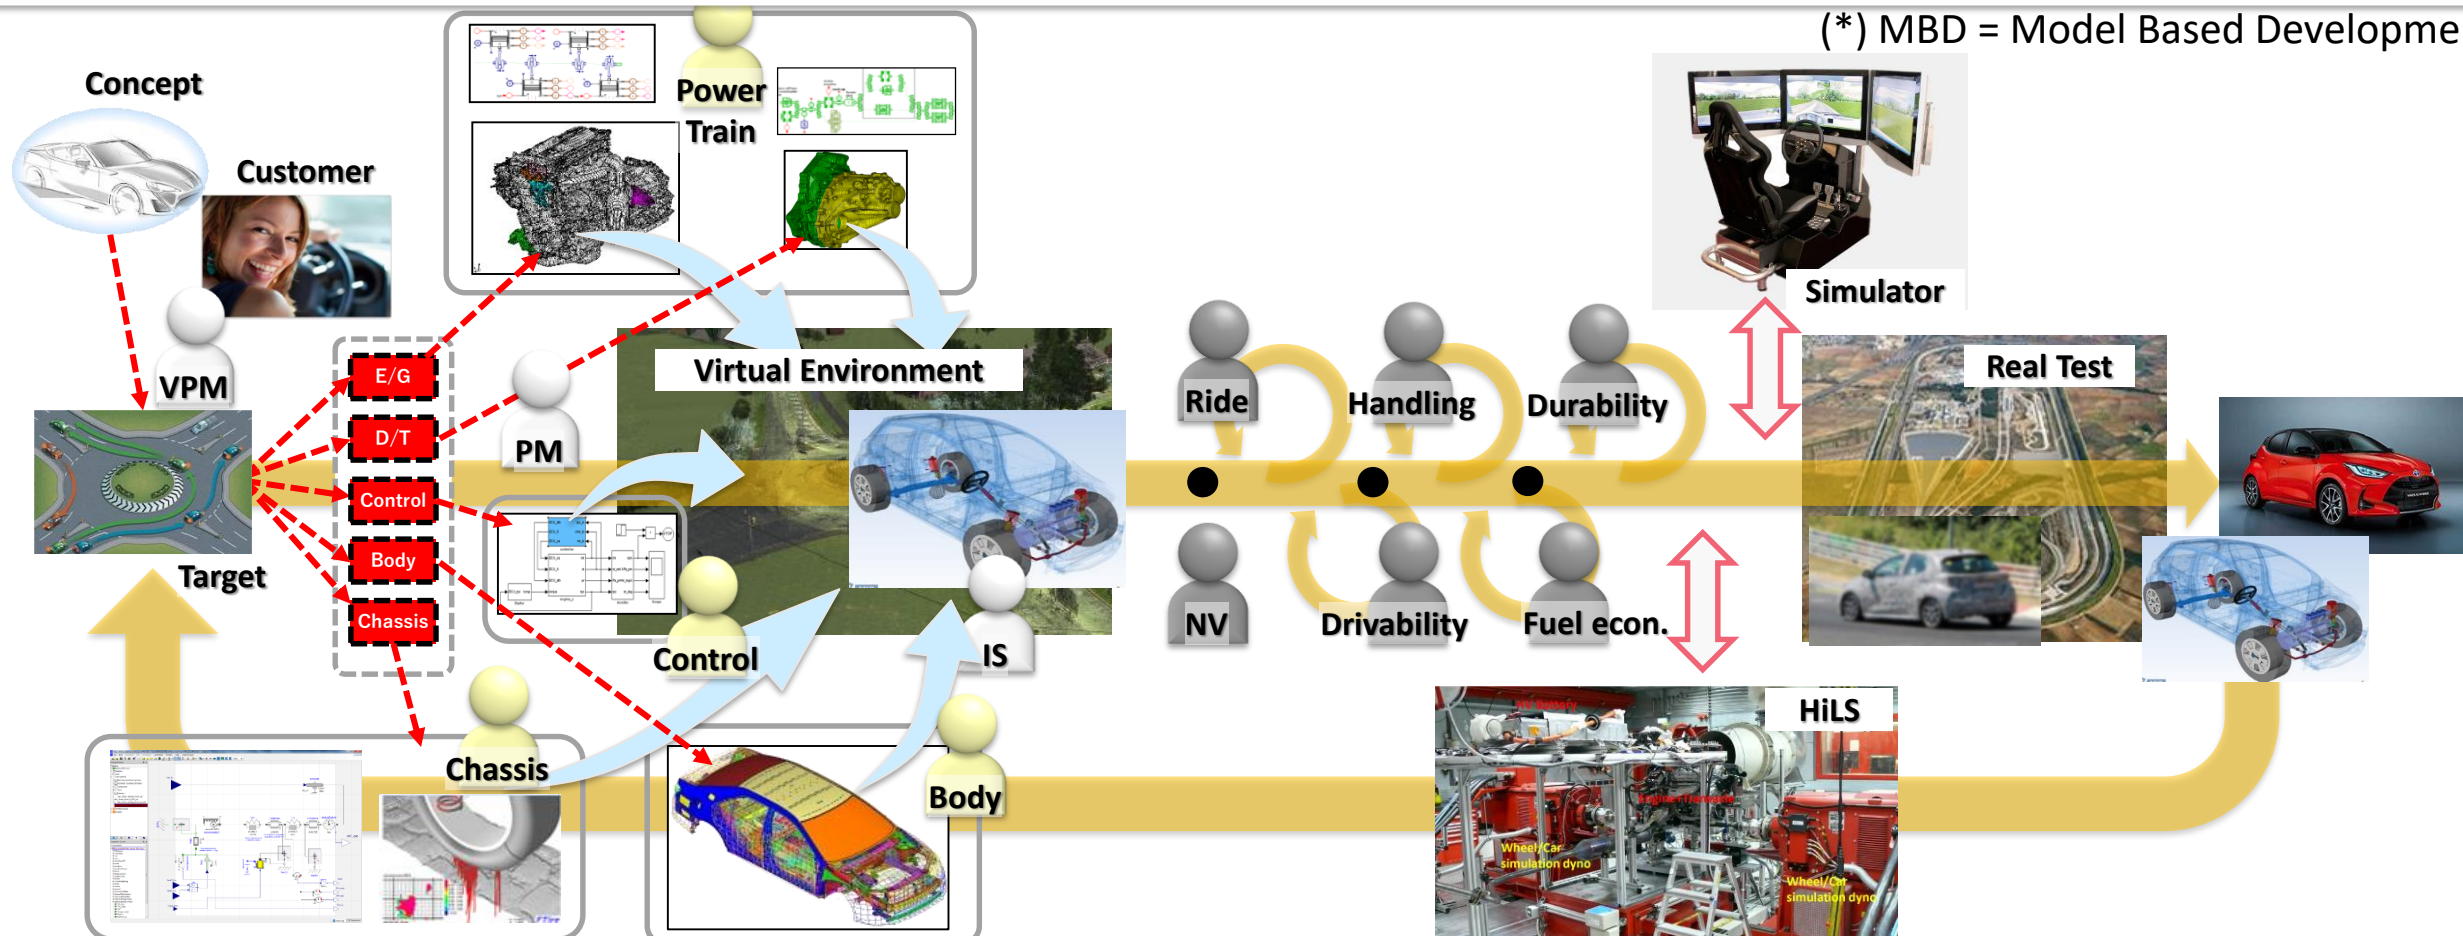 (*) MBD = Model Based Developme
Concept
Customer
Power
Train
Simulator
VPM
E/G
D/T
Control
Body
Chassis
Target
PM
Virtual Environment
Ride
Handling
Durability
Real Test
NV
Drivability
Fuel econ.
Control
IS
Chassis
Body
HiLS
HV Battery
Wheel/Car
simulation dyno
Wheel/Car
simulation dyno